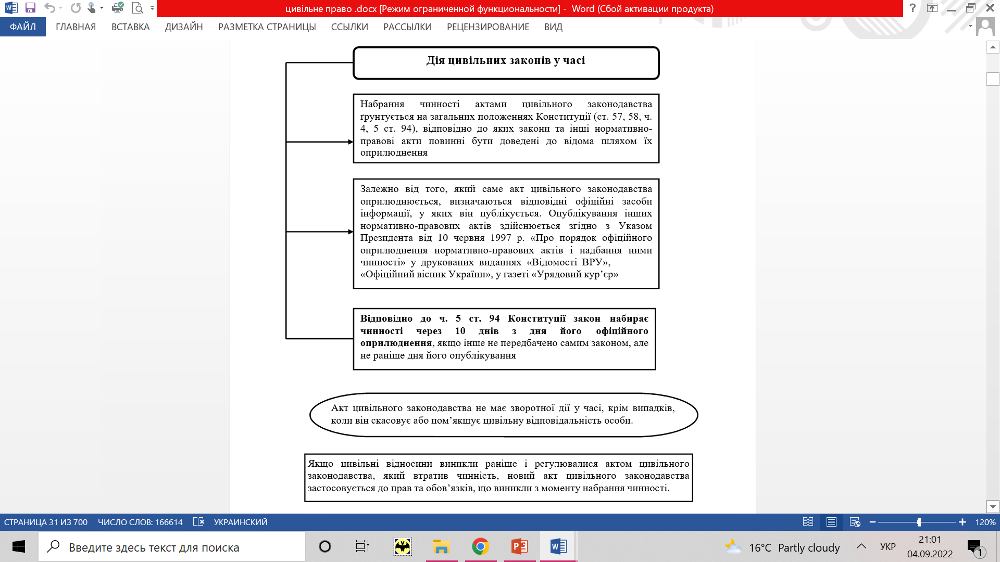 цивільне право .docx [Режим ограниченной функциональности] - Word (Сбой активации продукта)
ФАЙЛ ГЛАВНАЯ ВСТАВКА ДИЗАЙН РАЗМЕТКА СТРАНИЦЫ ССЫЛКИ РАССЫЛКИ РЕЦЕНЗИРОВАНИЕ ВИД
Дія цивільних законів у часі
Набрання чинності актами цивільного законодавства
ґрунтується на загальних положеннях Конституції (ст. 57, 58, ч.
4, 5 ст. 94), відповідно до яких закони та інші нормативно-
правові акти повинні бути доведені до відома шляхом їх
оприлюднення
Залежно від того, який саме акт цивільного законодавства
оприлюднюється, визначаються відповідні офіційні засоби
інформації, у яких він публікується. Опублікування інших
нормативно-правових актів здійснюється згідно з Указом
Президента від 10 червня 1997 р. «Про порядок офіційного
оприлюднення нормативно-правових актів і надбання ними
чинності» у друкованих виданнях «Відомості ВРУ»,
«Офіційний вісник України», у газеті «Урядовий кур’єр»
Відповідно до ч. 5 ст. 94 Конституції закон набирає
чинності через 10 днів з дня його офіційного
оприлюднення, якщо інше не передбачено самим законом, але
не раніше дня його опублікування
Акт цивільного законодавства не має зворотної дії у часі, крім випадків,
коли він скасовує або пом’якшує цивільну відповідальність особи.
Якщо цивільні відносини виникли раніше і регулювалися актом цивільного
законодавства, який втратив чинність, новий акт цивільного законодавства
застосовується до прав та обов’язків, що виникли з моменту набрання чинності.
СТРАНИЦА 31 ИЗ 700 ЧИСЛО СЛОВ: 166614 УКРАИНСКИЙ 120%
Введите здесь текст для поиска
16°C Partly cloudy
УКР
21:01
04.09.2022
1